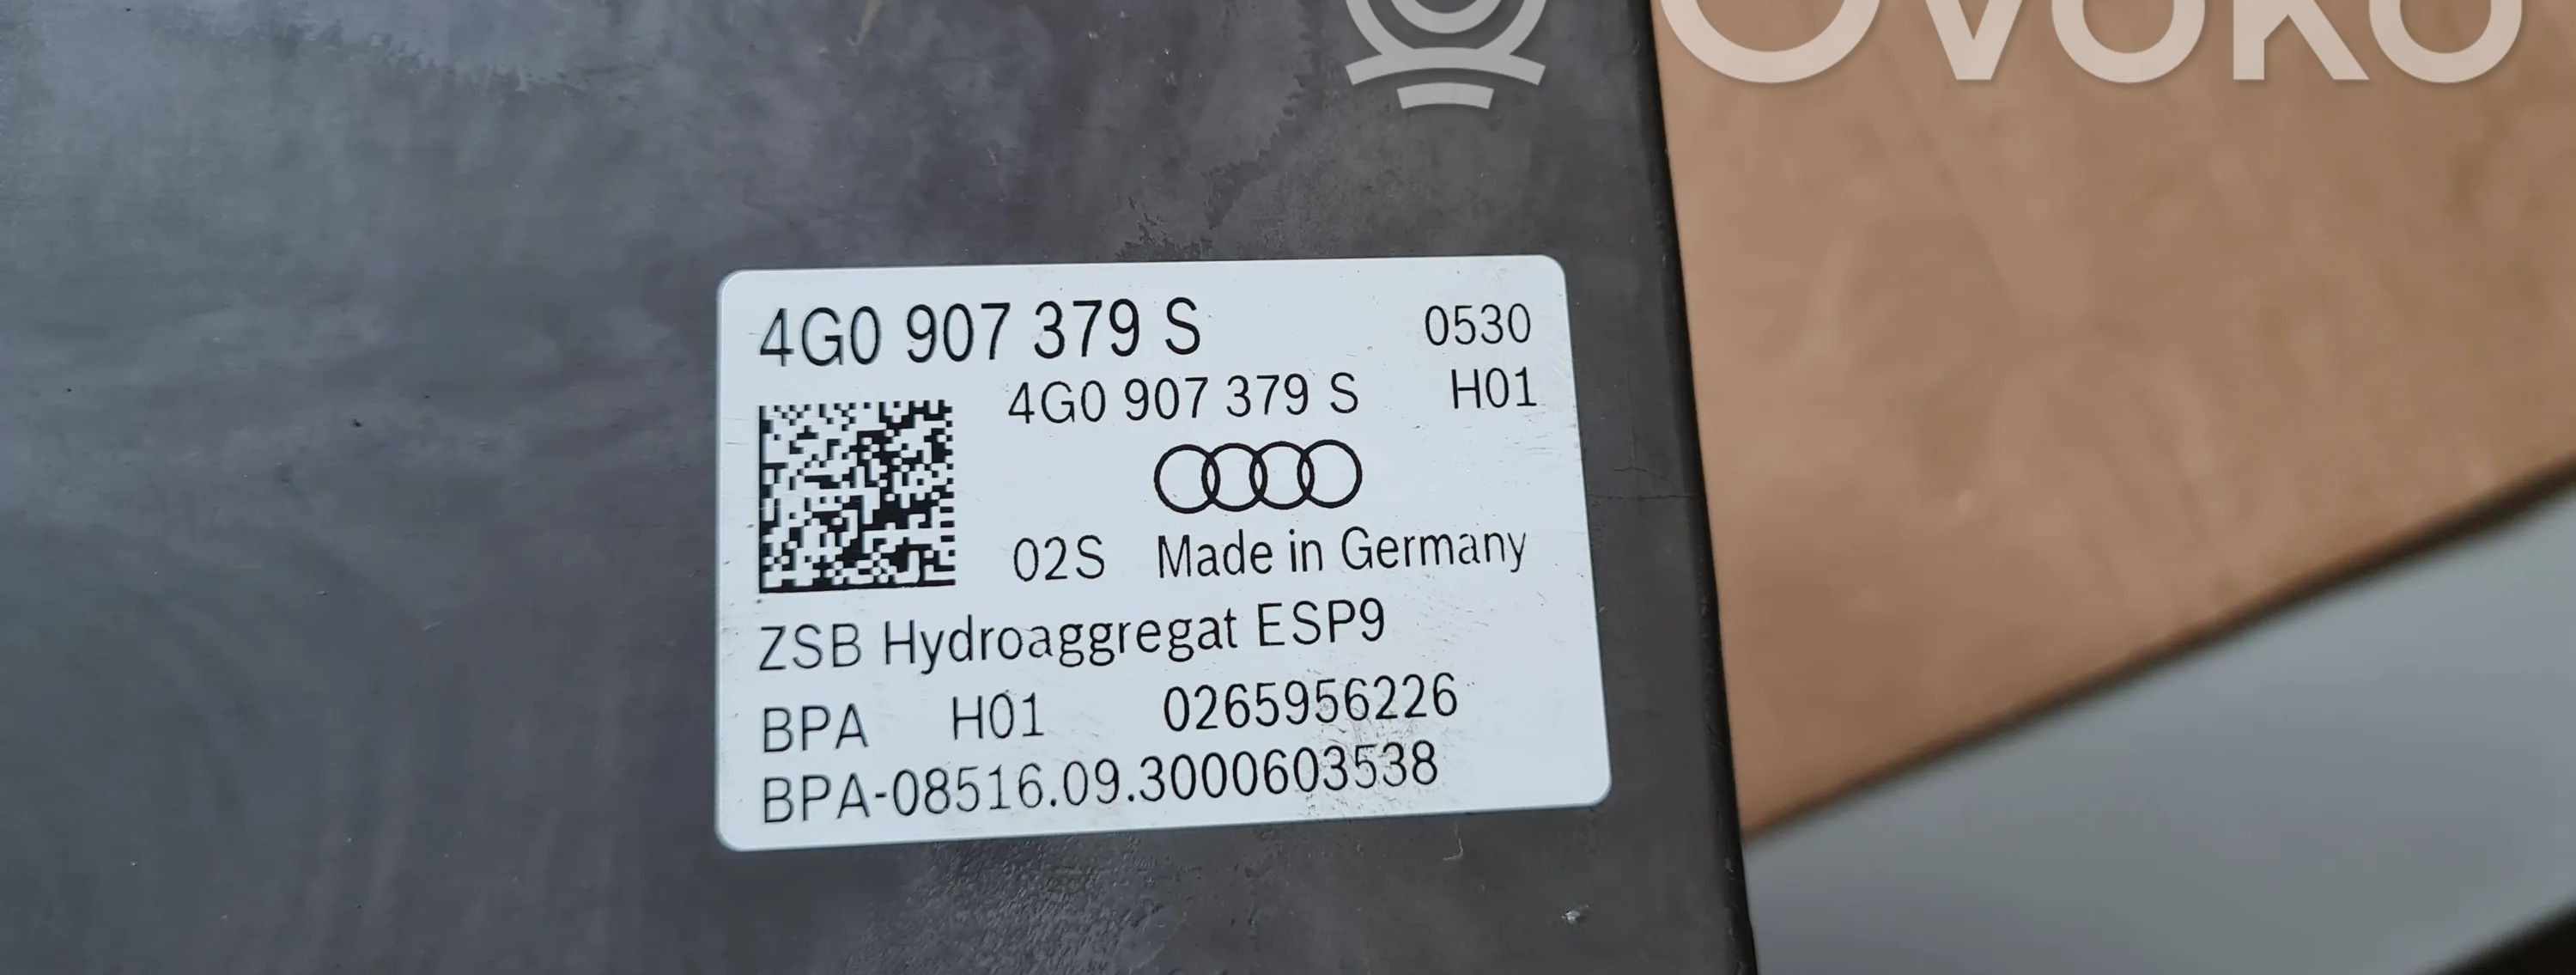 Ovoko
4G0 907 379 S 0530
4G0 907 379 S H01
02S Made in Germany
ZSB Hydroaggregat ESP9
BPA H01 0265956226
BPA-08516.09.3000603538